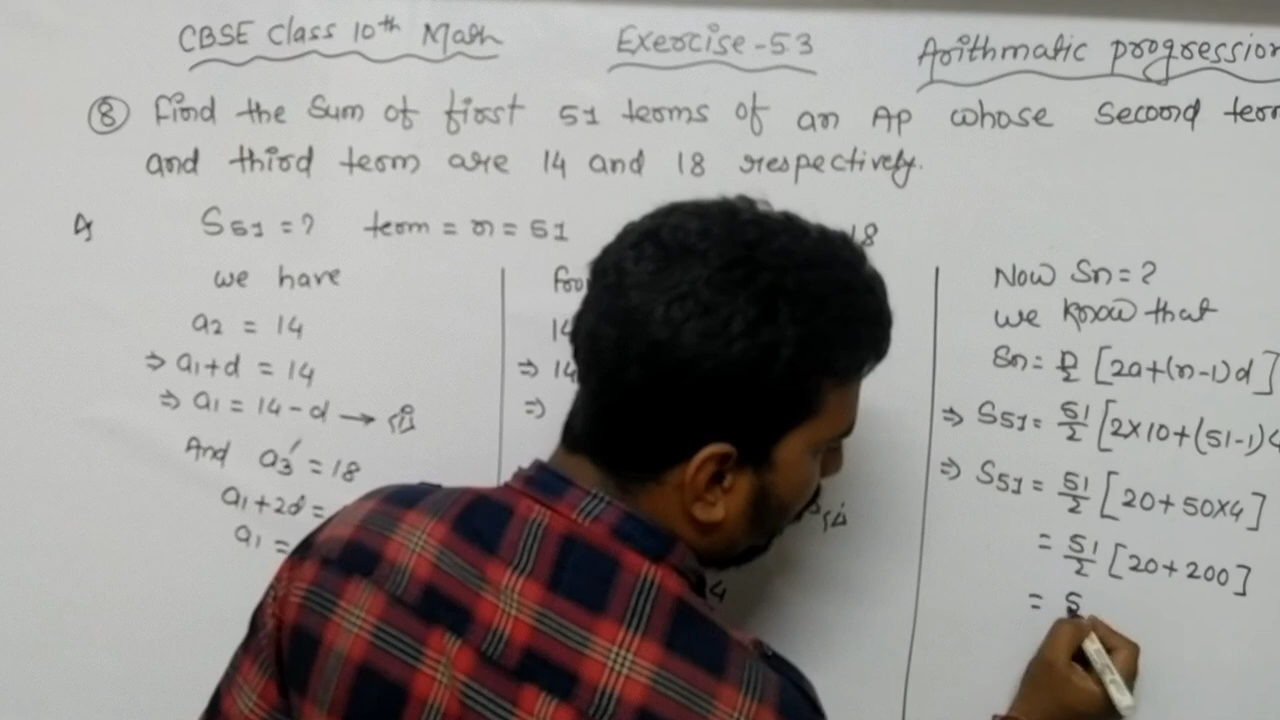 CBSE Class 10th Math Exercise-53 Arithmatic progression
⑧ Find the Sum of first 51 terms of an AP whose Second
and third term are 14 and 18 respectively.
S51 = ? term = n = 51 18
we have
a2 = 14
⇒ a1+d = 14
⇒ a1 = 14-d → (i)
And a3 = 18
a1+2d =
a1 =
14
⇒ 14
⇒
Now Sn = ?
we know that
Sn = n/2 [2a+(n-1)d]
⇒ S51 = 51/2 [2×10+(51-1)4
⇒ S51 = 51/2 [20+50×4]
= 51/2 [20+200]
= 5